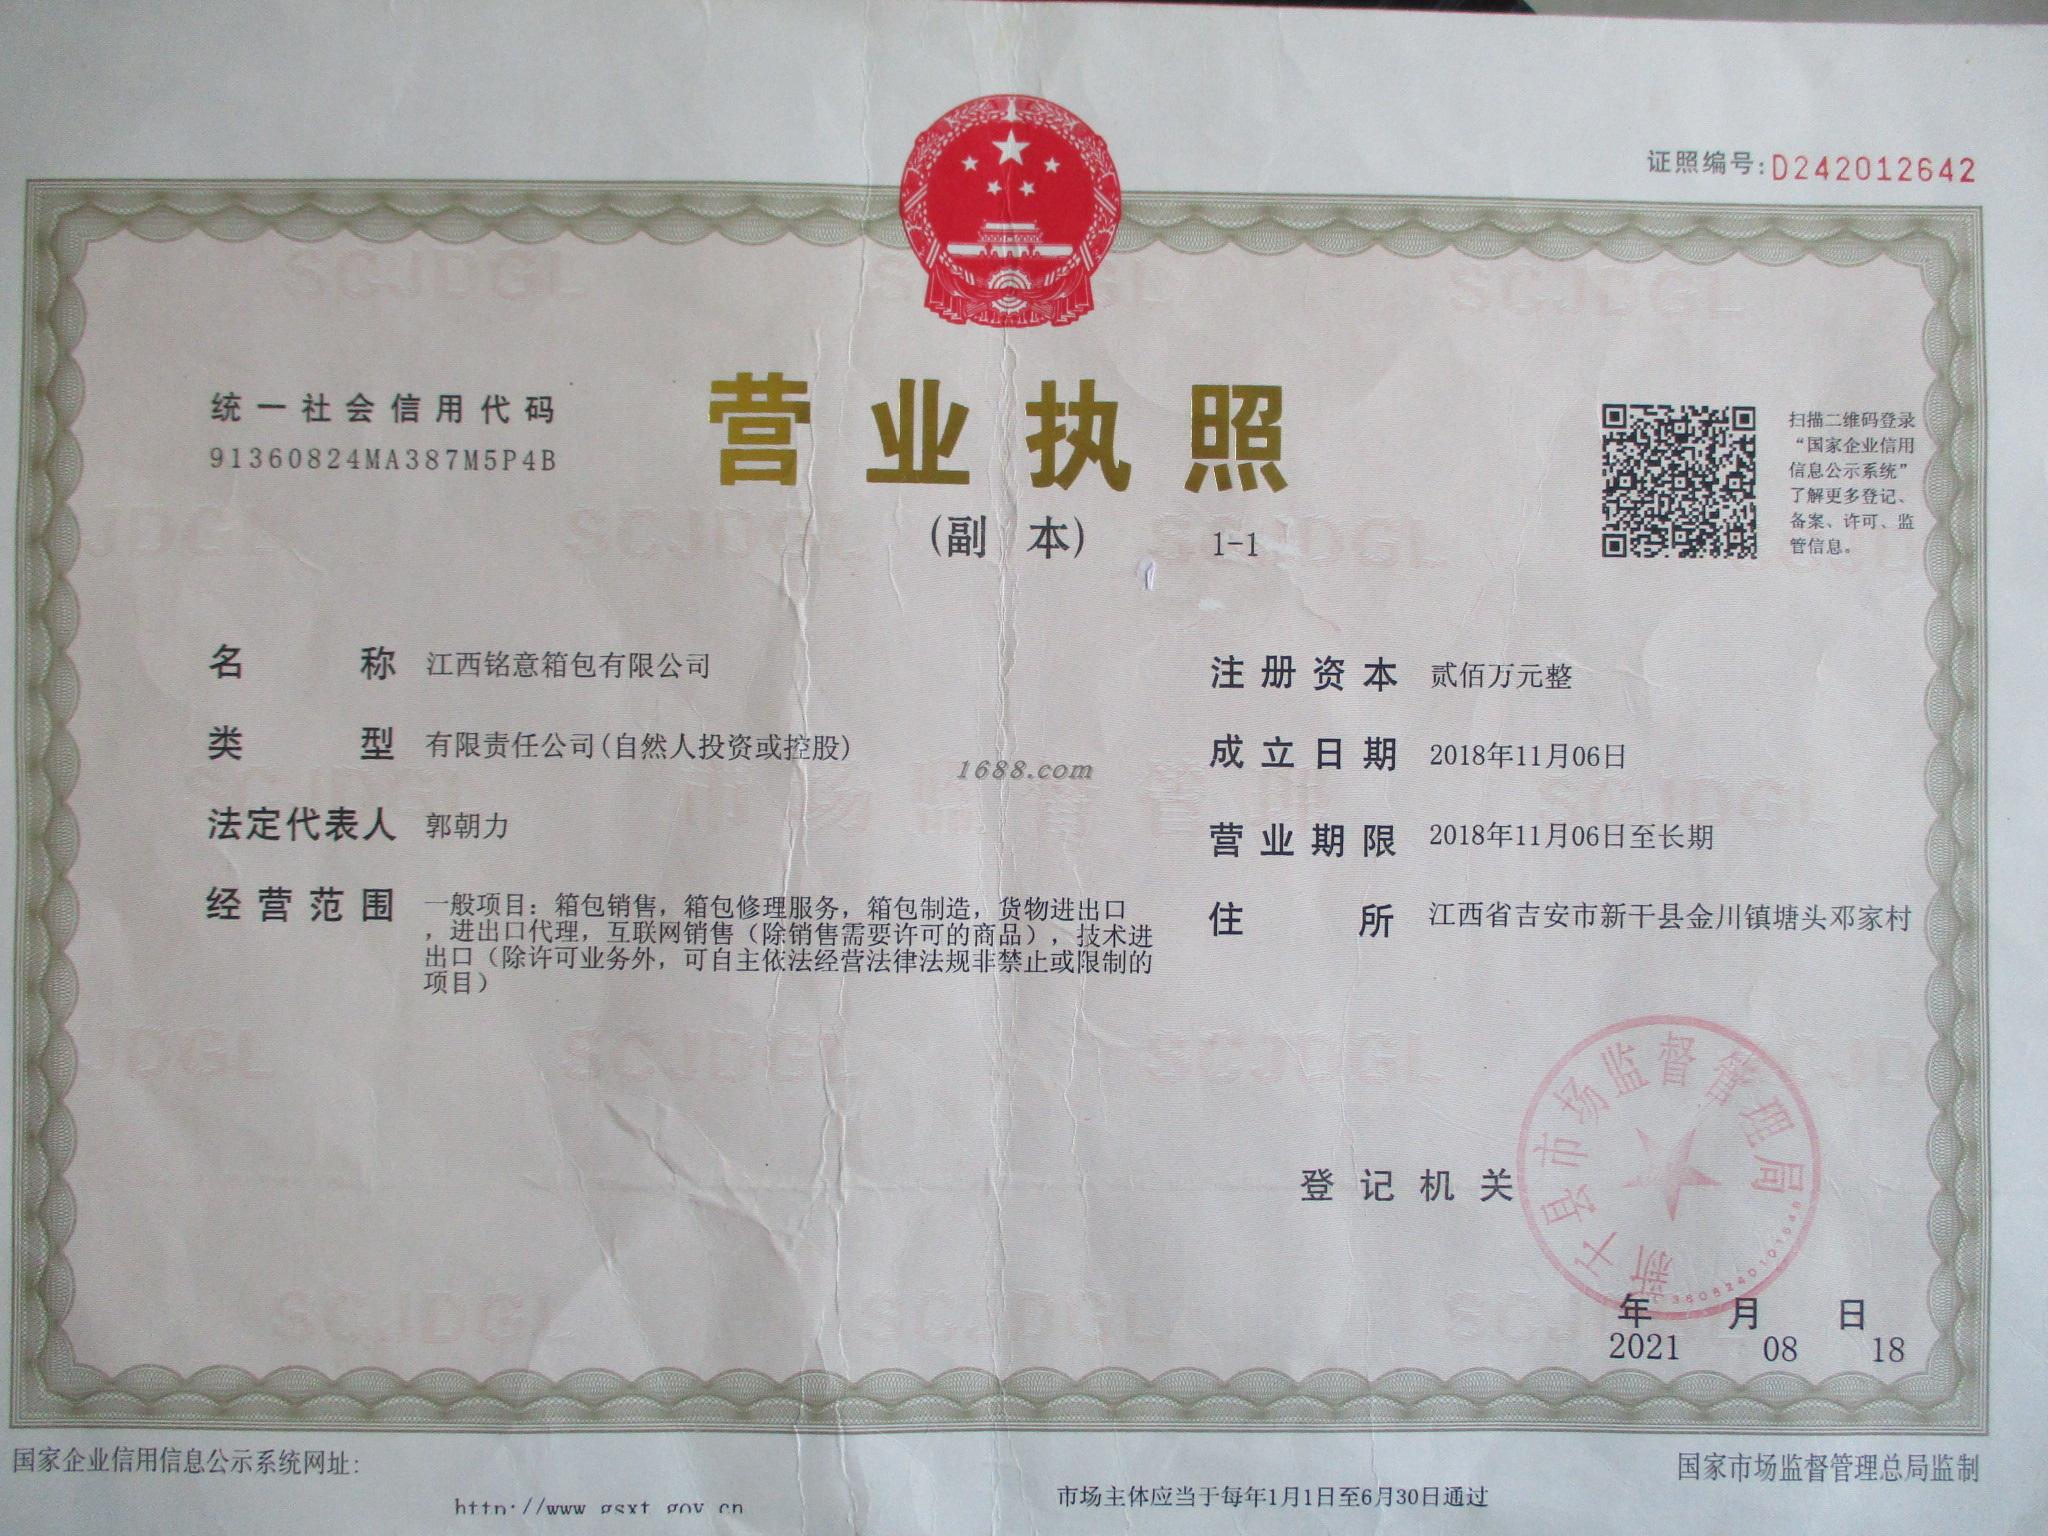 证照编号:D242012642
统一社会信用代码
91360824MA387M5P4B
营业执照
(副 本) 1-1
扫描二维码登录
“国家企业信用
信息公示系统”
了解更多登记、
备案、许可、监
管信息。
名 称 江西铭意箱包有限公司
类 型 有限责任公司(自然人投资或控股)
法定代表人 郭朝力
经营范围 一般项目：箱包销售，箱包修理服务，箱包制造，货物进出口
，进出口代理，互联网销售（除销售需要许可的商品），技术进
出口（除许可业务外，可自主依法经营法律法规非禁止或限制的
项目）
注册资本 贰佰万元整
成立日期 2018年11月06日
营业期限 2018年11月06日至长期
住 所 江西省吉安市新干县金川镇塘头邓家村
1688.com
登记机关
新干县市场监督管理局
年 月 日
2021 08 18
国家企业信用信息公示系统网址:
http://www.gsxt.gov.cn
市场主体应当于每年1月1日至6月30日通过
国家市场监督管理总局监制
SCJDGL
市场监督管理